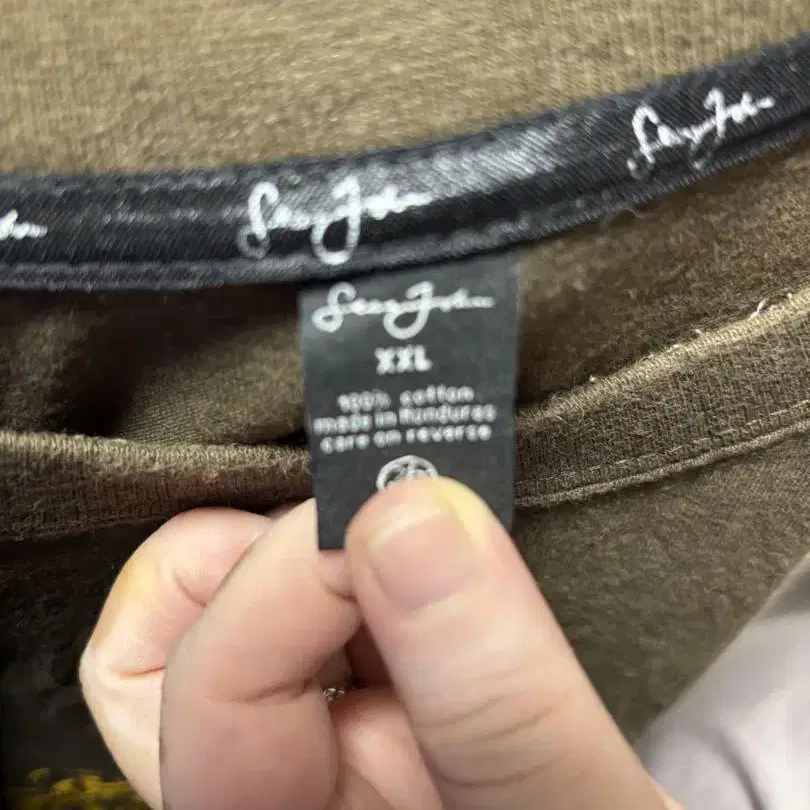 Sean John
Sean John
Sean John
XXL
100% cotton
made in Honduras
care on reverse